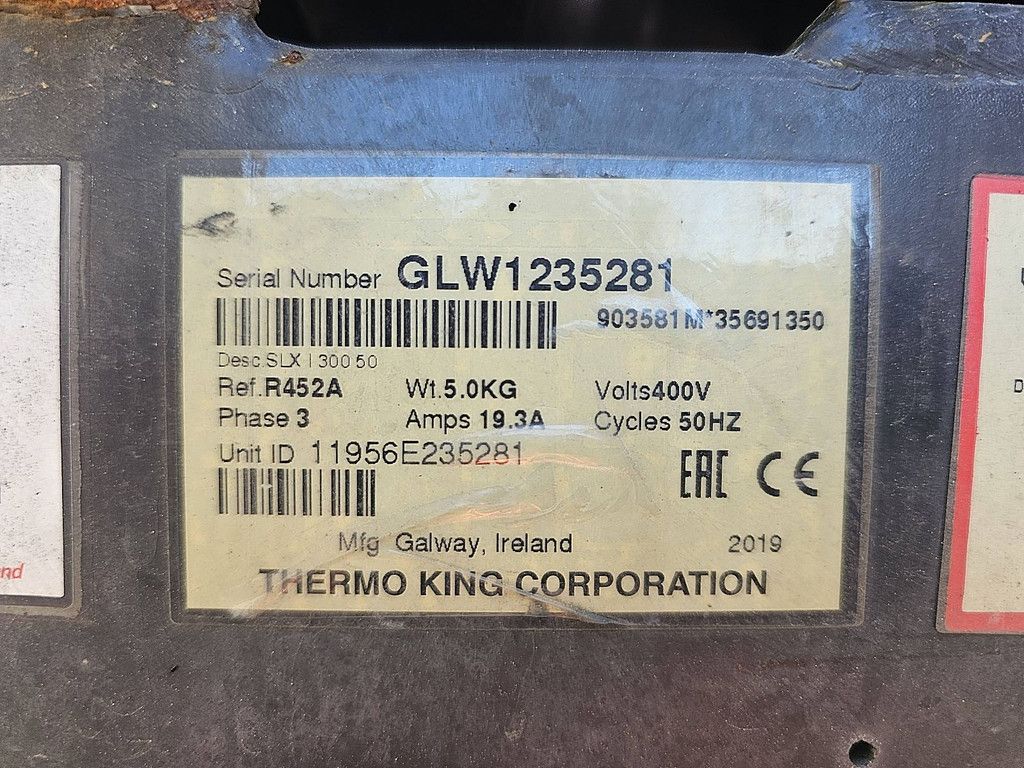 Serial Number GLW1235281
903581M*35691350
Desc.SLX I 300 50
Ref.R452A Wt.5.0KG Volts400V
Phase 3 Amps 19.3A Cycles 50HZ
Unit ID 11956E235281
EAC CE
Mfg Galway, Ireland 2019
THERMO KING CORPORATION
nd
D